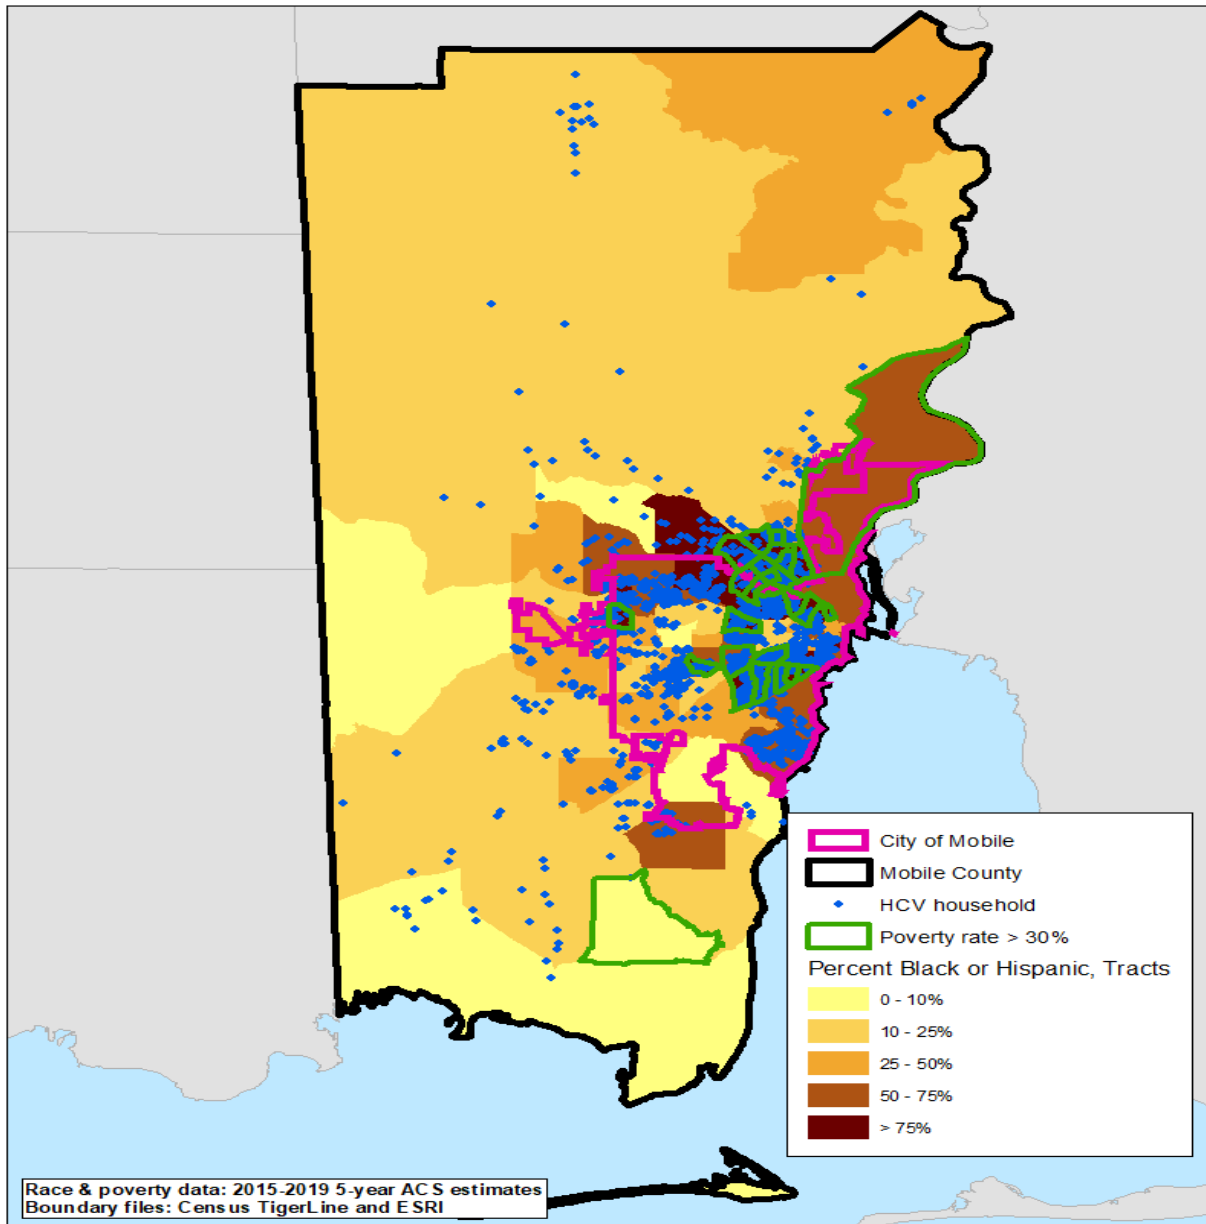 City of Mobile
Mobile County
HCV household
Poverty rate > 30%
Percent Black or Hispanic, Tracts
0 - 10%
10 - 25%
25 - 50%
50 - 75%
> 75%
Race & poverty data: 2015-2019 5-year ACS estimates
Boundary files: Census TigerLine and ESRI